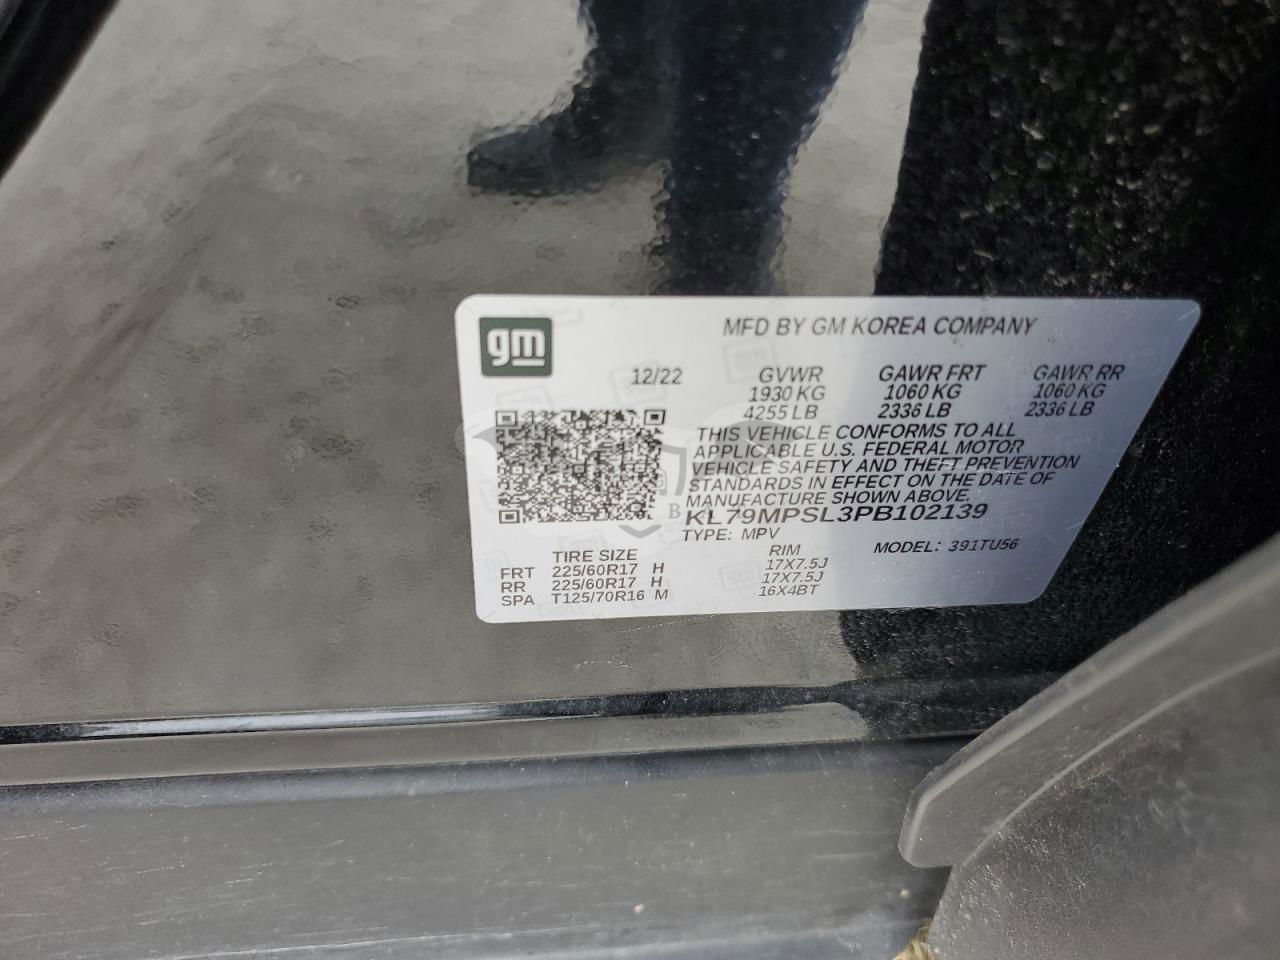 gm
MFD BY GM KOREA COMPANY
12/22 GVWR GAWR FRT GAWR RR
1930 KG 1060 KG 1060 KG
4255 LB 2336 LB 2336 LB
THIS VEHICLE CONFORMS TO ALL
APPLICABLE U.S. FEDERAL MOTOR
VEHICLE SAFETY AND THEFT PREVENTION
STANDARDS IN EFFECT ON THE DATE OF
MANUFACTURE SHOWN ABOVE.
KL79MPSL3PB102139
TYPE: MPV MODEL: 391TU56
TIRE SIZE RIM
FRT 225/60R17 H 17X7.5J
RR 225/60R17 H 17X7.5J
SPA T125/70R16 M 16X4BT